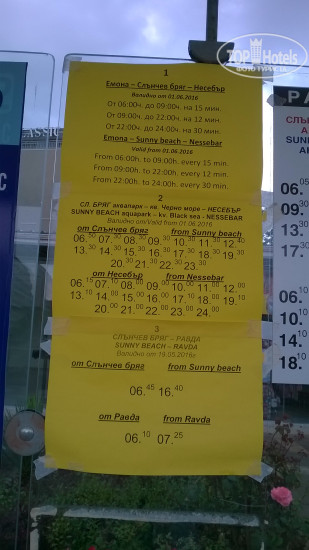 TOP Hotels
1
Емона – Слънчев бряг – Несебър
Валидно от 01.06.2016
От 06:00ч. до 09:00ч. на 15 мин.
От 09:00ч. до 22:00ч. на 12 мин.
От 22:00ч. до 24:00ч. на 30 мин.
Emona – Sunny beach – Nessebar
Valid from 01.06.2016
From 06:00h. to 09:00h. every 15 min.
From 09:00h. to 22:00h. every 12 min.
From 22:00h to 24:00h. every 30 min.
2
СЛ. БРЯГ аквапарк – кв. Черно море – НЕСЕБЪР
SUNNY BEACH aquapark – kv. Black sea - NESSEBAR
Валидно от/Valid from 01.06.2016
от Слънчев бряг from Sunny beach
06.50 07.30 08.30 09.30 10.30 11.30 12.40
13.30 14.30 15.30 16.30 17.30 18.30 19.30
20.30 21.30 22.30 23.30
от Несебър from Nessebar
06.15 07.10 08.00 09.00 10.00 11.00 12.00
13.10 14.00 15.00 16.00 17.00 18.00 19.10
20.00 21.00 22.00 23.00 24.00
3
СЛЪНЧЕВ БРЯГ – РАВДА
SUNNY BEACH – RAVDA
Валидно от 19.05.2016г.
от Слънчев бряг from Sunny beach
06.45 16.40
от Равда from Ravda
06.10 07.25
06.10
14.10
18.10